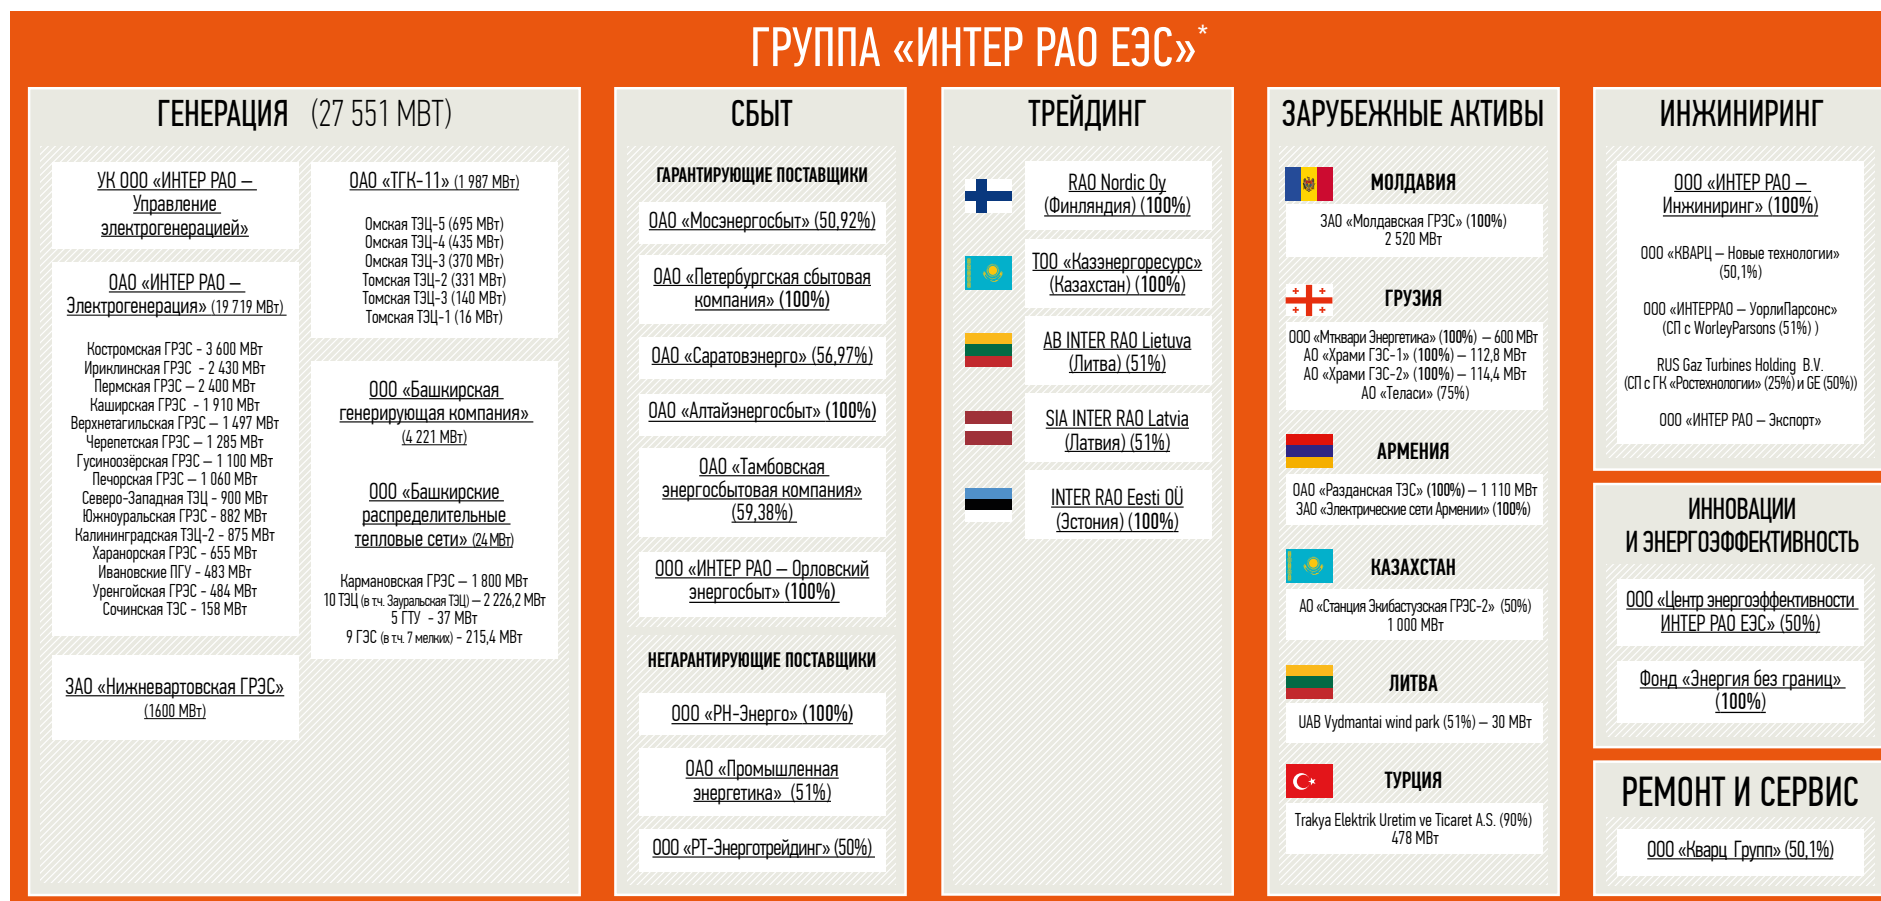 ГРУППА «ИНТЕР РАО ЕЭС»*
ГЕНЕРАЦИЯ (27 551 МВТ)
УК ООО «ИНТЕР РАО –
Управление
электрогенерацией»
ОАО «ИНТЕР РАО –
Электрогенерация» (19 719 МВт)
Костромская ГРЭС - 3 600 МВт
Ириклинская ГРЭС - 2 430 МВт
Пермская ГРЭС – 2 400 МВт
Каширская ГРЭС - 1 910 МВт
Верхнетагильская ГРЭС – 1 497 МВт
Черепетская ГРЭС – 1 285 МВт
Гусиноозёрская ГРЭС – 1 100 МВт
Печорская ГРЭС – 1 060 МВт
Северо-Западная ТЭЦ - 900 МВт
Южноуральская ГРЭС - 882 МВт
Калининградская ТЭЦ-2 - 875 МВт
Харанорская ГРЭС - 655 МВт
Ивановские ПГУ - 483 МВт
Уренгойская ГРЭС - 484 МВт
Сочинская ТЭС - 158 МВт
ЗАО «Нижневартовская ГРЭС»
(1600 МВт)
ОАО «ТГК-11» (1 987 МВт)
Омская ТЭЦ-5 (695 МВт)
Омская ТЭЦ-4 (435 МВт)
Омская ТЭЦ-3 (370 МВт)
Томская ТЭЦ-2 (331 МВт)
Томская ТЭЦ-3 (140 МВт)
Томская ТЭЦ-1 (16 МВт)
ООО «Башкирская
генерирующая компания»
(4 221 МВт)
ООО «Башкирские
распределительные
тепловые сети» (24 МВт)
Кармановская ГРЭС – 1 800 МВт
10 ТЭЦ (в т.ч. Зауральская ТЭЦ) – 2 226,2 МВт
5 ГТУ - 37 МВт
9 ГЭС (в т.ч. 7 мелких) - 215,4 МВт
СБЫТ
ГАРАНТИРУЮЩИЕ ПОСТАВЩИКИ
ОАО «Мосэнергосбыт» (50,92%)
ОАО «Петербургская сбытовая
компания» (100%)
ОАО «Саратовэнерго» (56,97%)
ОАО «Алтайэнергосбыт» (100%)
ОАО «Тамбовская
энергосбытовая компания»
(59,38%)
ООО «ИНТЕР РАО – Орловский
энергосбыт» (100%)
НЕГАРАНТИРУЮЩИЕ ПОСТАВЩИКИ
ООО «РН-Энерго» (100%)
ОАО «Промышленная
энергетика» (51%)
ООО «РТ-Энерготрейдинг» (50%)
ТРЕЙДИНГ
RAO Nordic Oy
(Финляндия) (100%)
ТОО «Казэнергоресурс»
(Казахстан) (100%)
AB INTER RAO Lietuva
(Литва) (51%)
SIA INTER RAO Latvia
(Латвия) (51%)
INTER RAO Eesti OÜ
(Эстония) (100%)
ЗАРУБЕЖНЫЕ АКТИВЫ
МОЛДАВИЯ
ЗАО «Молдавская ГРЭС» (100%)
2 520 МВт
ГРУЗИЯ
ООО «Мтквари Энергетика» (100%) – 600 МВт
АО «Храми ГЭС-1» (100%) – 112,8 МВт
АО «Храми ГЭС-2» (100%) – 114,4 МВт
АО «Теласи» (75%)
АРМЕНИЯ
ОАО «Разданская ТЭС» (100%) – 1 110 МВт
ЗАО «Электрические сети Армении» (100%)
КАЗАХСТАН
АО «Станция Экибастузская ГРЭС-2» (50%)
1 000 МВт
ЛИТВА
UAB Vydmantai wind park (51%) – 30 МВт
ТУРЦИЯ
Trakya Elektrik Uretim ve Ticaret A.S. (90%)
478 МВт
ИНЖИНИРИНГ
ООО «ИНТЕР РАО –
Инжиниринг» (100%)
ООО «КВАРЦ – Новые технологии»
(50,1%)
ООО «ИНТЕРРАО – УорлиПарсонс»
(СП с WorleyParsons (51%) )
RUS Gaz Turbines Holding B.V.
(СП с ГК «Ростехнологии» (25%) и GE (50%))
ООО «ИНТЕР РАО – Экспорт»
ИННОВАЦИИ
И ЭНЕРГОЭФФЕКТИВНОСТЬ
ООО «Центр энергоэффективности
ИНТЕР РАО ЕЭС» (50%)
Фонд «Энергия без границ»
(100%)
РЕМОНТ И СЕРВИС
ООО «Кварц Групп» (50,1%)